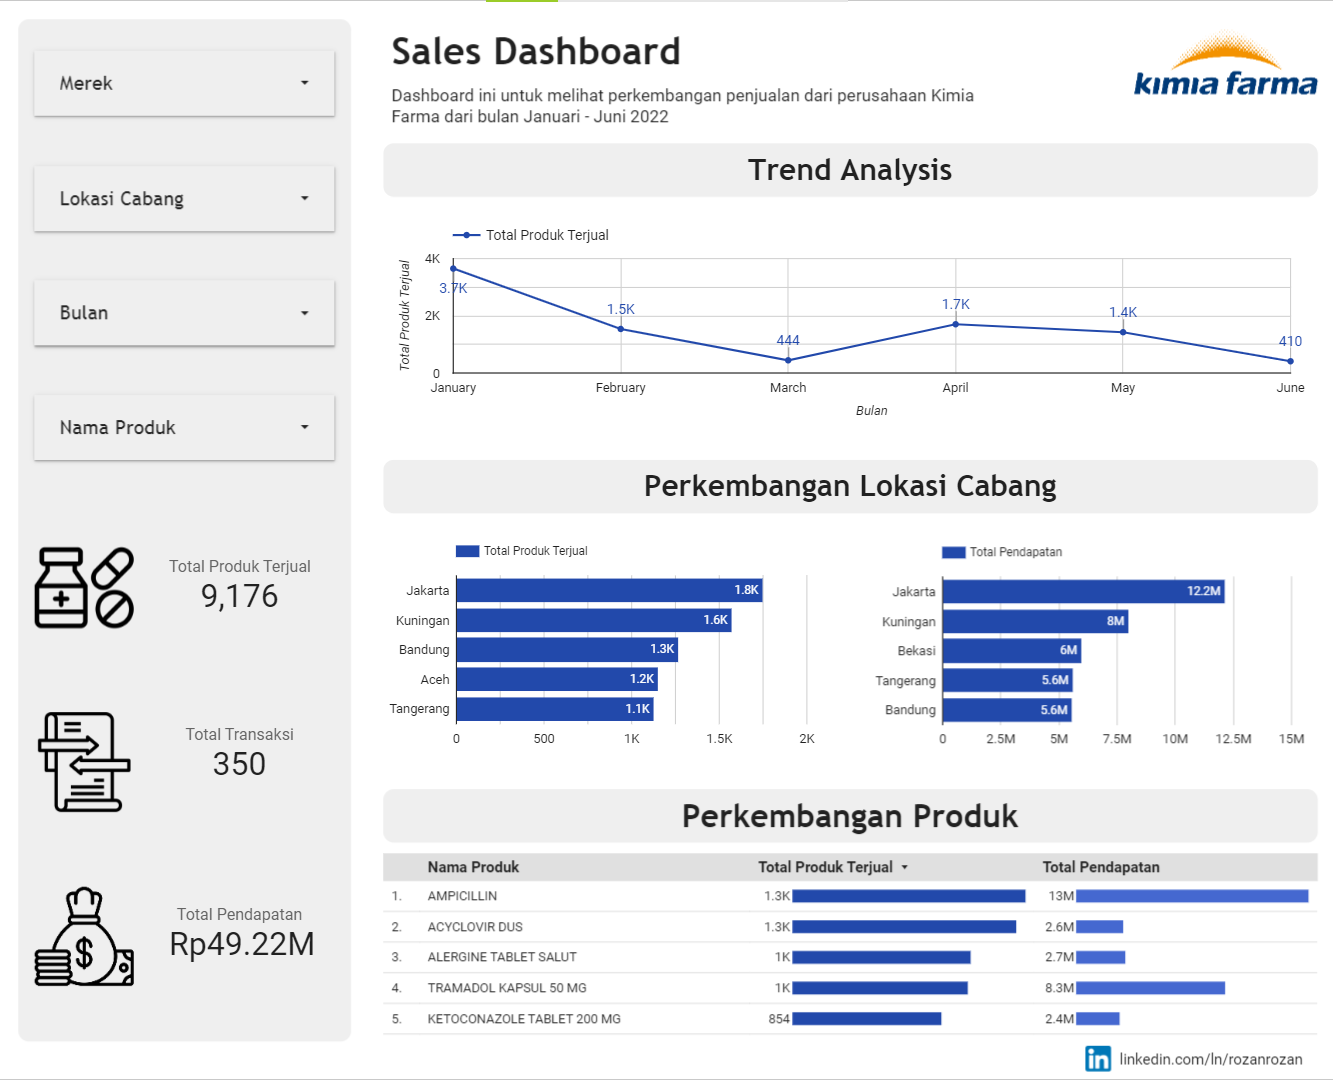 Merek
Lokasi Cabang
Bulan
Nama Produk
Total Produk Terjual
9,176
Total Transaksi
350
Total Pendapatan
Rp49.22M
Sales Dashboard
Dashboard ini untuk melihat perkembangan penjualan dari perusahaan Kimia
Farma dari bulan Januari - Juni 2022
kimia farma
Trend Analysis
Total Produk Terjual
Total Produk Terjual
4K
2K
0
3.7K
1.5K
444
1.7K
1.4K
410
January February March April May June
Bulan
Perkembangan Lokasi Cabang
Total Produk Terjual
Jakarta 1.8K
Kuningan 1.6K
Bandung 1.3K
Aceh 1.2K
Tangerang 1.1K
0 500 1K 1.5K 2K
Total Pendapatan
Jakarta 12.2M
Kuningan 8M
Bekasi 6M
Tangerang 5.6M
Bandung 5.6M
0 2.5M 5M 7.5M 10M 12.5M 15M
Perkembangan Produk
Nama Produk Total Produk Terjual Total Pendapatan
1. AMPICILLIN 1.3K 13M
2. ACYCLOVIR DUS 1.3K 2.6M
3. ALERGINE TABLET SALUT 1K 2.7M
4. TRAMADOL KAPSUL 50 MG 1K 8.3M
5. KETOCONAZOLE TABLET 200 MG 854 2.4M
in linkedin.com/ln/rozanrozan